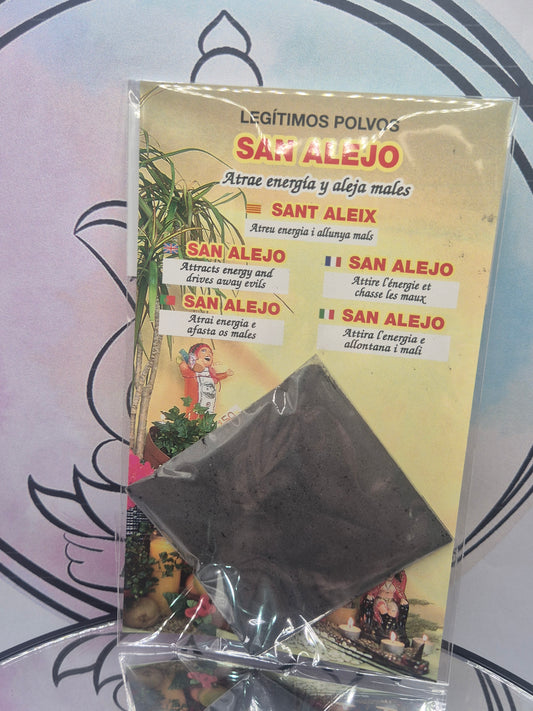 LEGÍTIMOS POLVOS
SAN ALEJO
Atrae energía y aleja males
SANT ALEIX
Atreu energia i allunya mals
SAN ALEJO
Attracts energy and
drives away evils
SAN ALEJO
Attire l'énergie et
chasse les maux
SAN ALEJO
Atrai energia e
afasta os males
SAN ALEJO
Attira l'energia e
allontana i mali
50